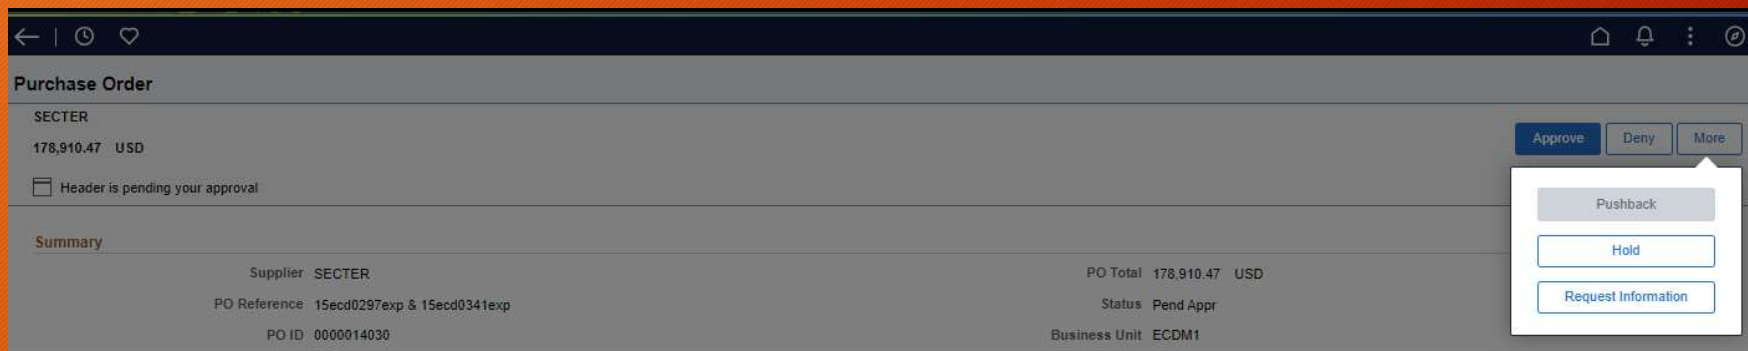 Purchase Order
SECTER
178,910.47 USD
Approve Deny More
Header is pending your approval
Pushback
Hold
Request Information
Summary
Supplier SECTER
PO Total 178,910.47 USD
PO Reference 15ecd0297exp & 15ecd0341exp
Status Pend Appr
PO ID 0000014030
Business Unit ECDM1